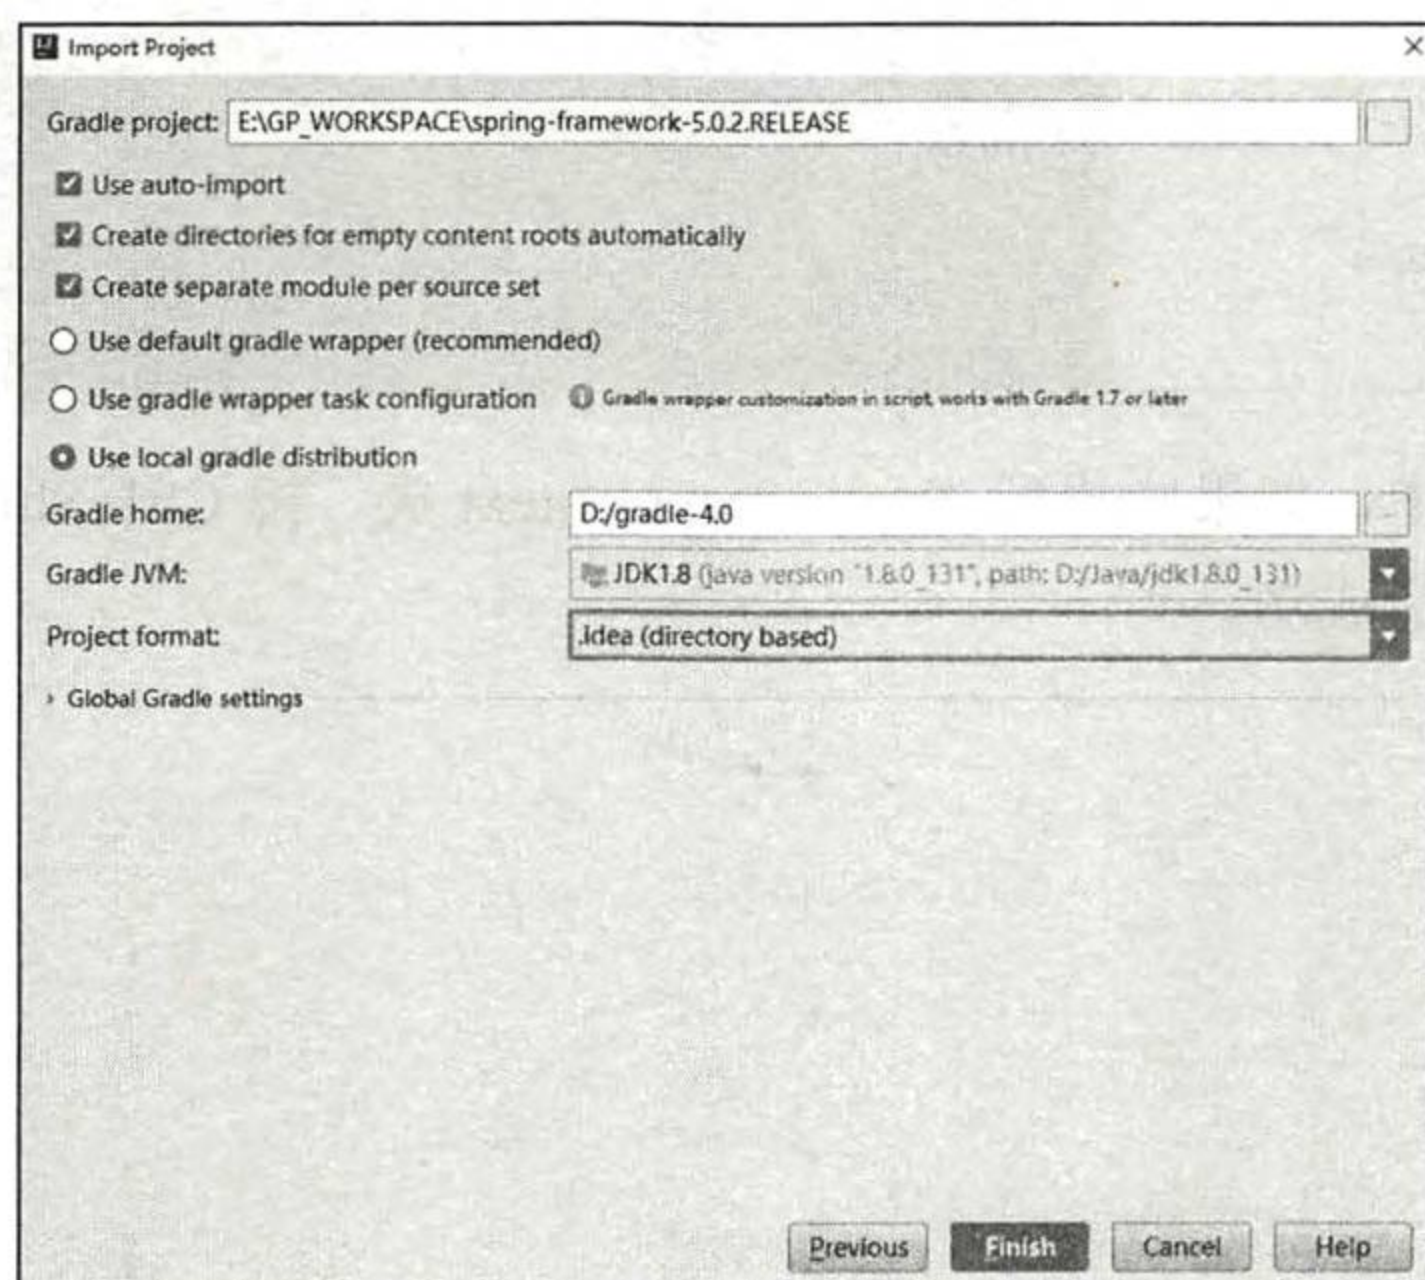 Import Project
Gradle project: E:\GP_WORKSPACE\spring-framework-5.0.2.RELEASE
Use auto-import
Create directories for empty content roots automatically
Create separate module per source set
Use default gradle wrapper (recommended)
Use gradle wrapper task configuration Gradle wrapper customization in script, works with Gradle 1.7 or later
Use local gradle distribution
Gradle home: D:/gradle-4.0
Gradle JVM: JDK1.8 (java version "1.8.0_131", path: D:/Java/jdk1.8.0_131)
Project format: .idea (directory based)
Global Gradle settings
Previous Finish Cancel Help